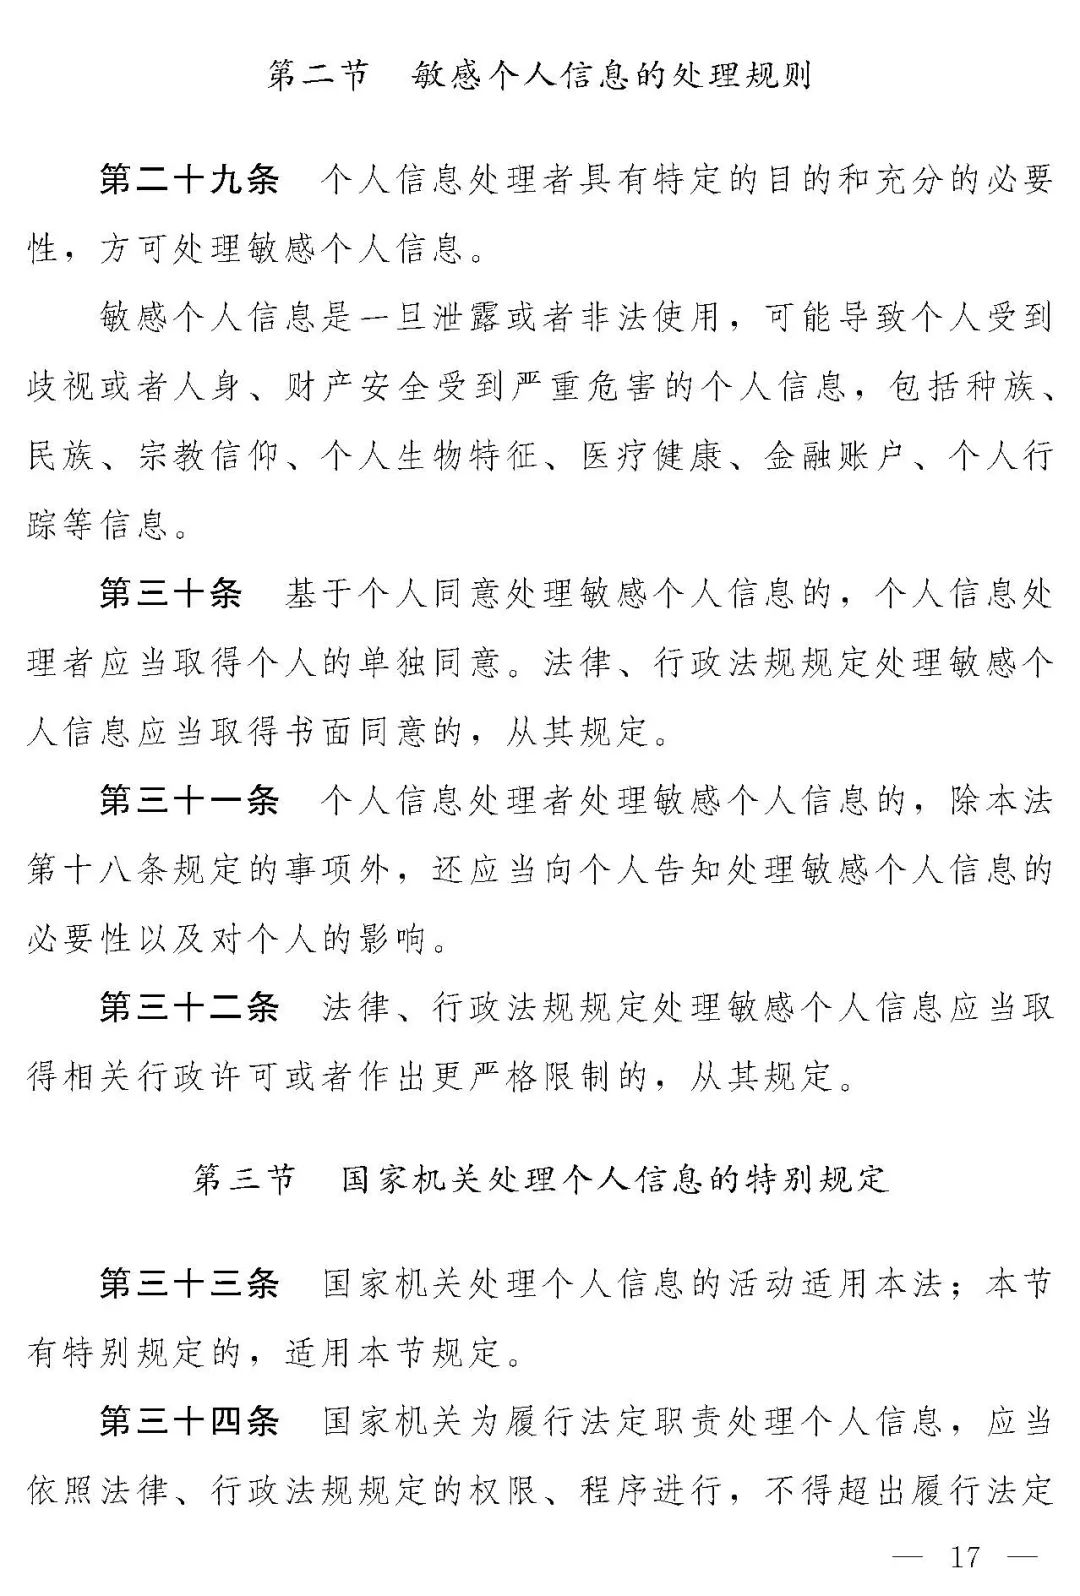 第二节 敏感个人信息的处理规则
第二十九条 个人信息处理者具有特定的目的和充分的必要
性，方可处理敏感个人信息。
敏感个人信息是一旦泄露或者非法使用，可能导致个人受到
歧视或者人身、财产安全受到严重危害的个人信息，包括种族、
民族、宗教信仰、个人生物特征、医疗健康、金融账户、个人行
踪等信息。
第三十条 基于个人同意处理敏感个人信息的，个人信息处
理者应当取得个人的单独同意。法律、行政法规规定处理敏感个
人信息应当取得书面同意的，从其规定。
第三十一条 个人信息处理者处理敏感个人信息的，除本法
第十八条规定的事项外，还应当向个人告知处理敏感个人信息的
必要性以及对个人的影响。
第三十二条 法律、行政法规规定处理敏感个人信息应当取
得相关行政许可或者作出更严格限制的，从其规定。
第三节 国家机关处理个人信息的特别规定
第三十三条 国家机关处理个人信息的活动适用本法；本节
有特别规定的，适用本节规定。
第三十四条 国家机关为履行法定职责处理个人信息，应当
依照法律、行政法规规定的权限、程序进行，不得超出履行法定
— 17 —